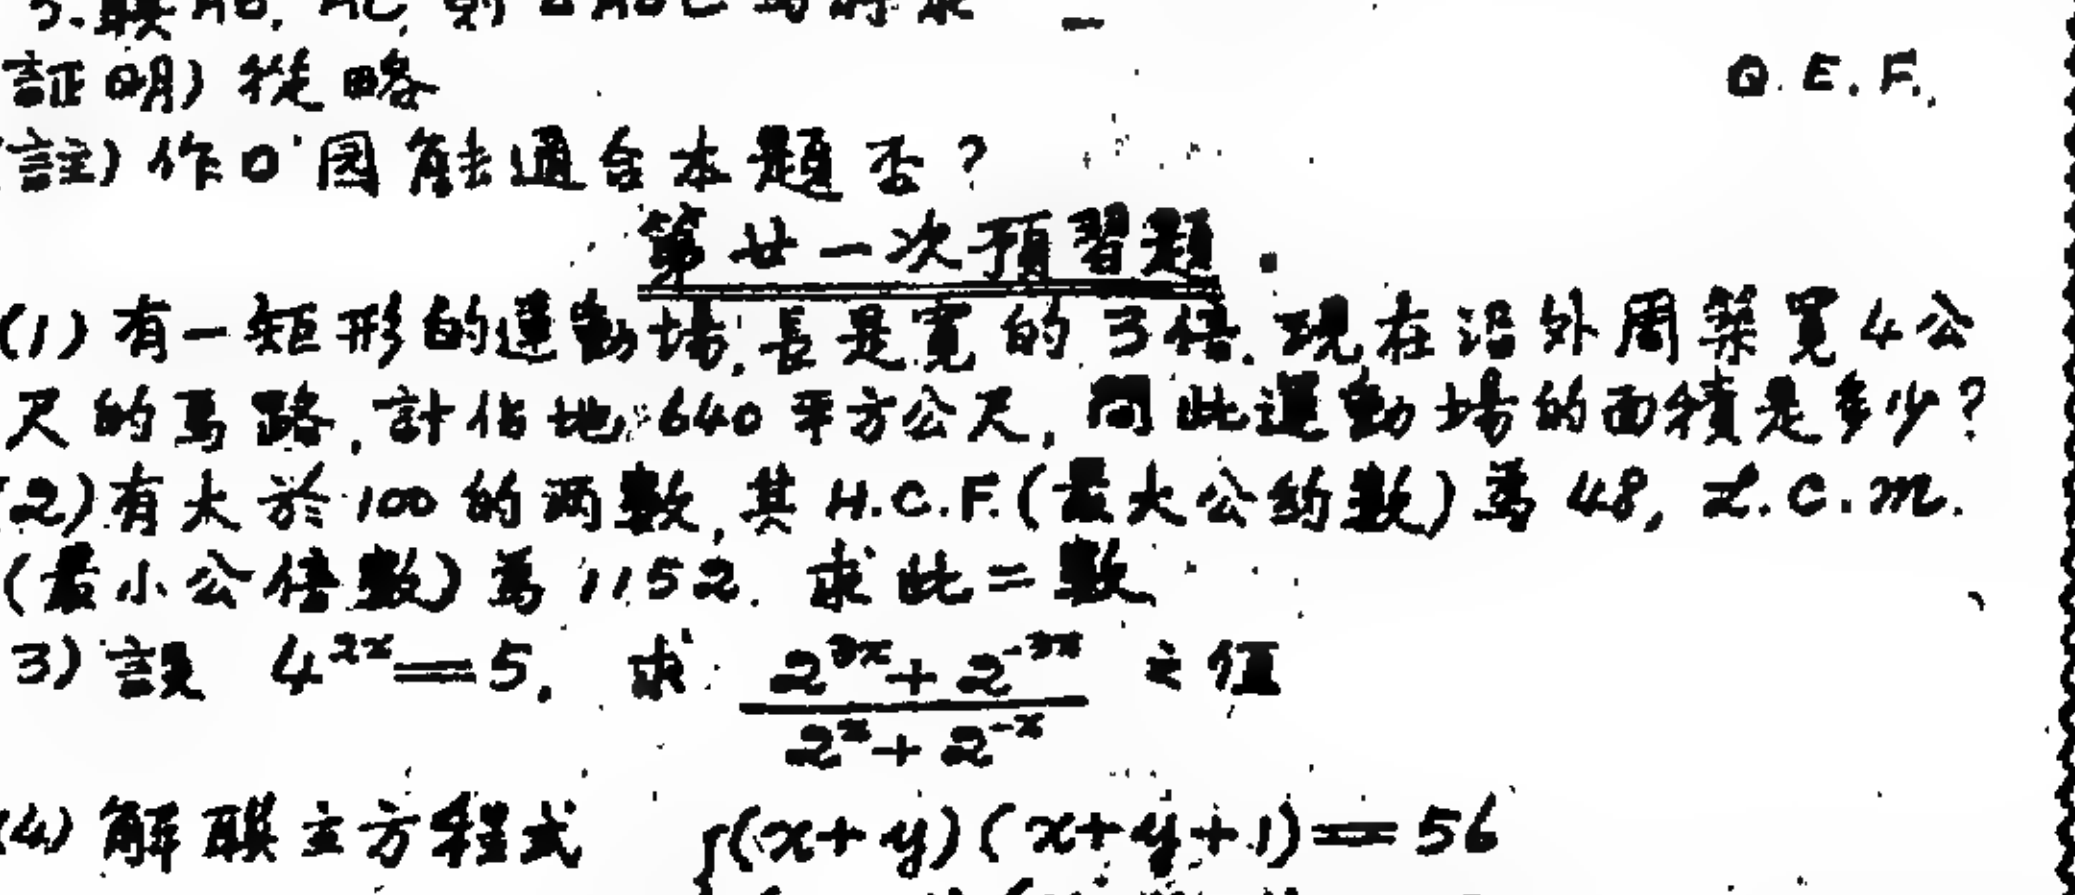 (証明) 從略 Q.E.F.
(註) 作O'圓能適合本題否?
第廿一次預習題
(1) 有一矩形的運動場, 長是寬的3倍. 現在沿外周築寬4公
尺的馬路, 計佔地640平方公尺, 問此運動場的面積是多少?
(2) 有大於100的兩數, 其H.C.F.(最大公約數)為48, L.C.M.
(最小公倍數)為1152. 求此二數
3) 設 4^{2x}=5. 求 \frac{2^{3x}+2^{-3x}}{2^{x}+2^{-x}} 之值
(4) 解聯立方程式 {(x+y)(x+y+1)=56